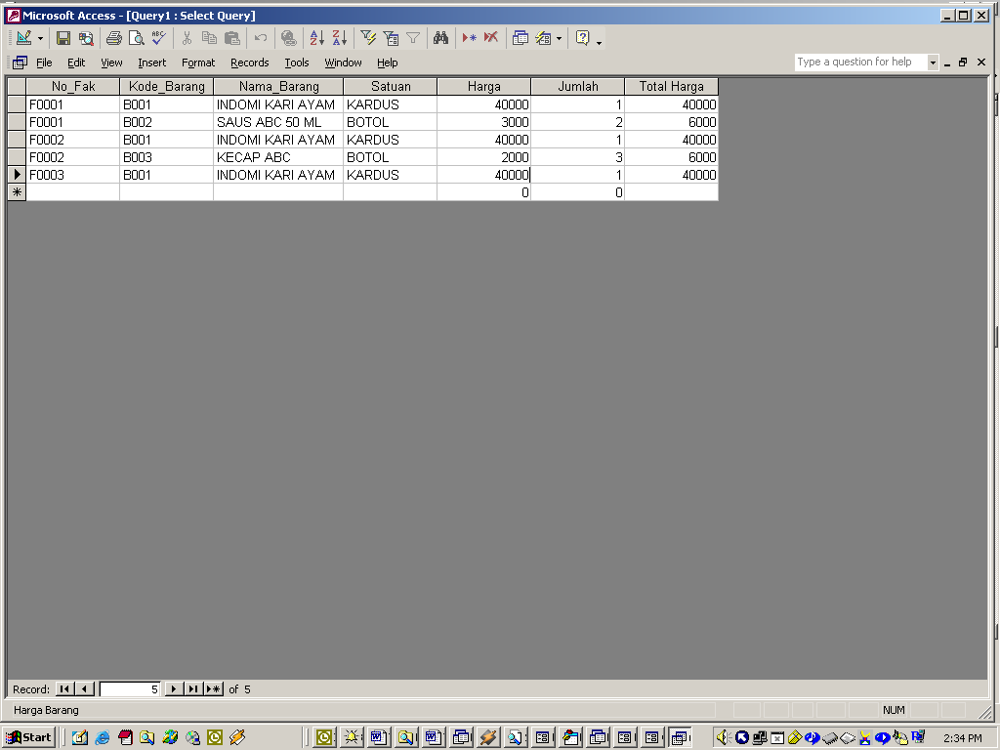 Microsoft Access - [Query1 : Select Query]
File Edit View Insert Format Records Tools Window Help Type a question for help
No_Fak Kode_Barang Nama_Barang Satuan Harga Jumlah Total Harga
F0001 B001 INDOMI KARI AYAM KARDUS 40000 1 40000
F0001 B002 SAUS ABC 50 ML BOTOL 3000 2 6000
F0002 B001 INDOMI KARI AYAM KARDUS 40000 1 40000
F0002 B003 KECAP ABC BOTOL 2000 3 6000
F0003 B001 INDOMI KARI AYAM KARDUS 40000 1 40000
0 0
Record: 5 of 5
Harga Barang NUM
Start 2:34 PM